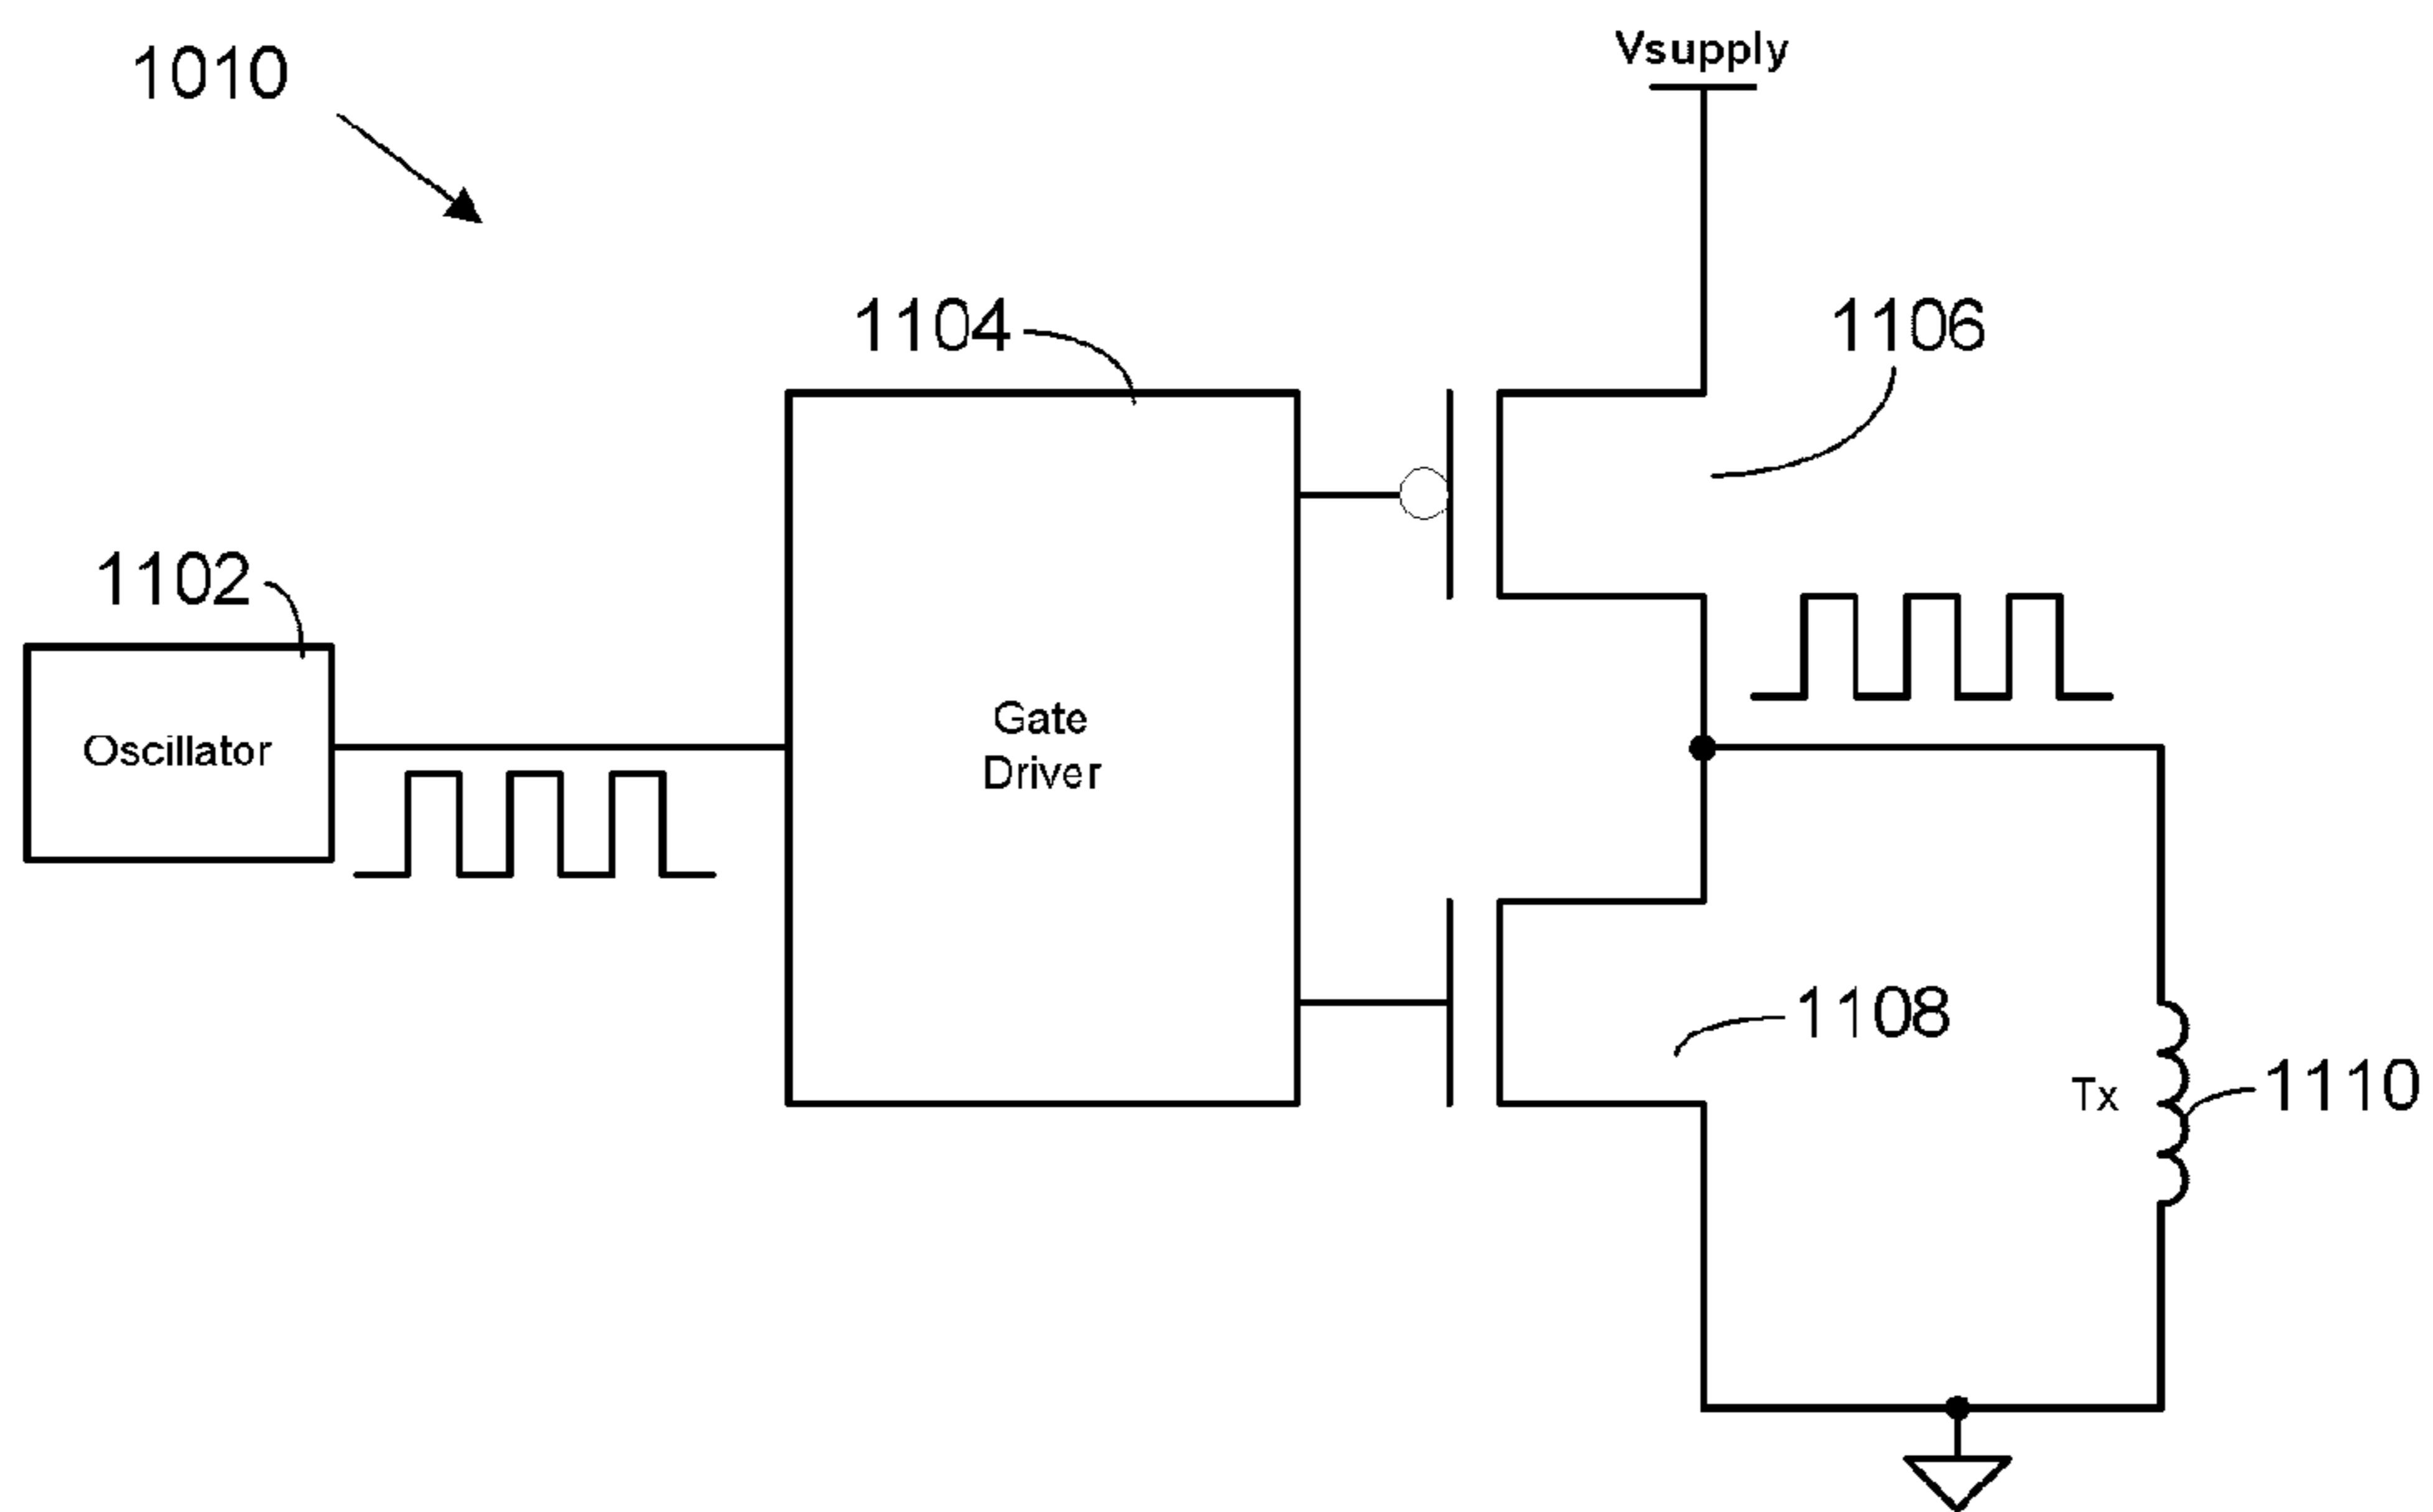 1010
Vsupply
1104
1106
1102
Oscillator
Gate
Driver
1108
Tx
1110